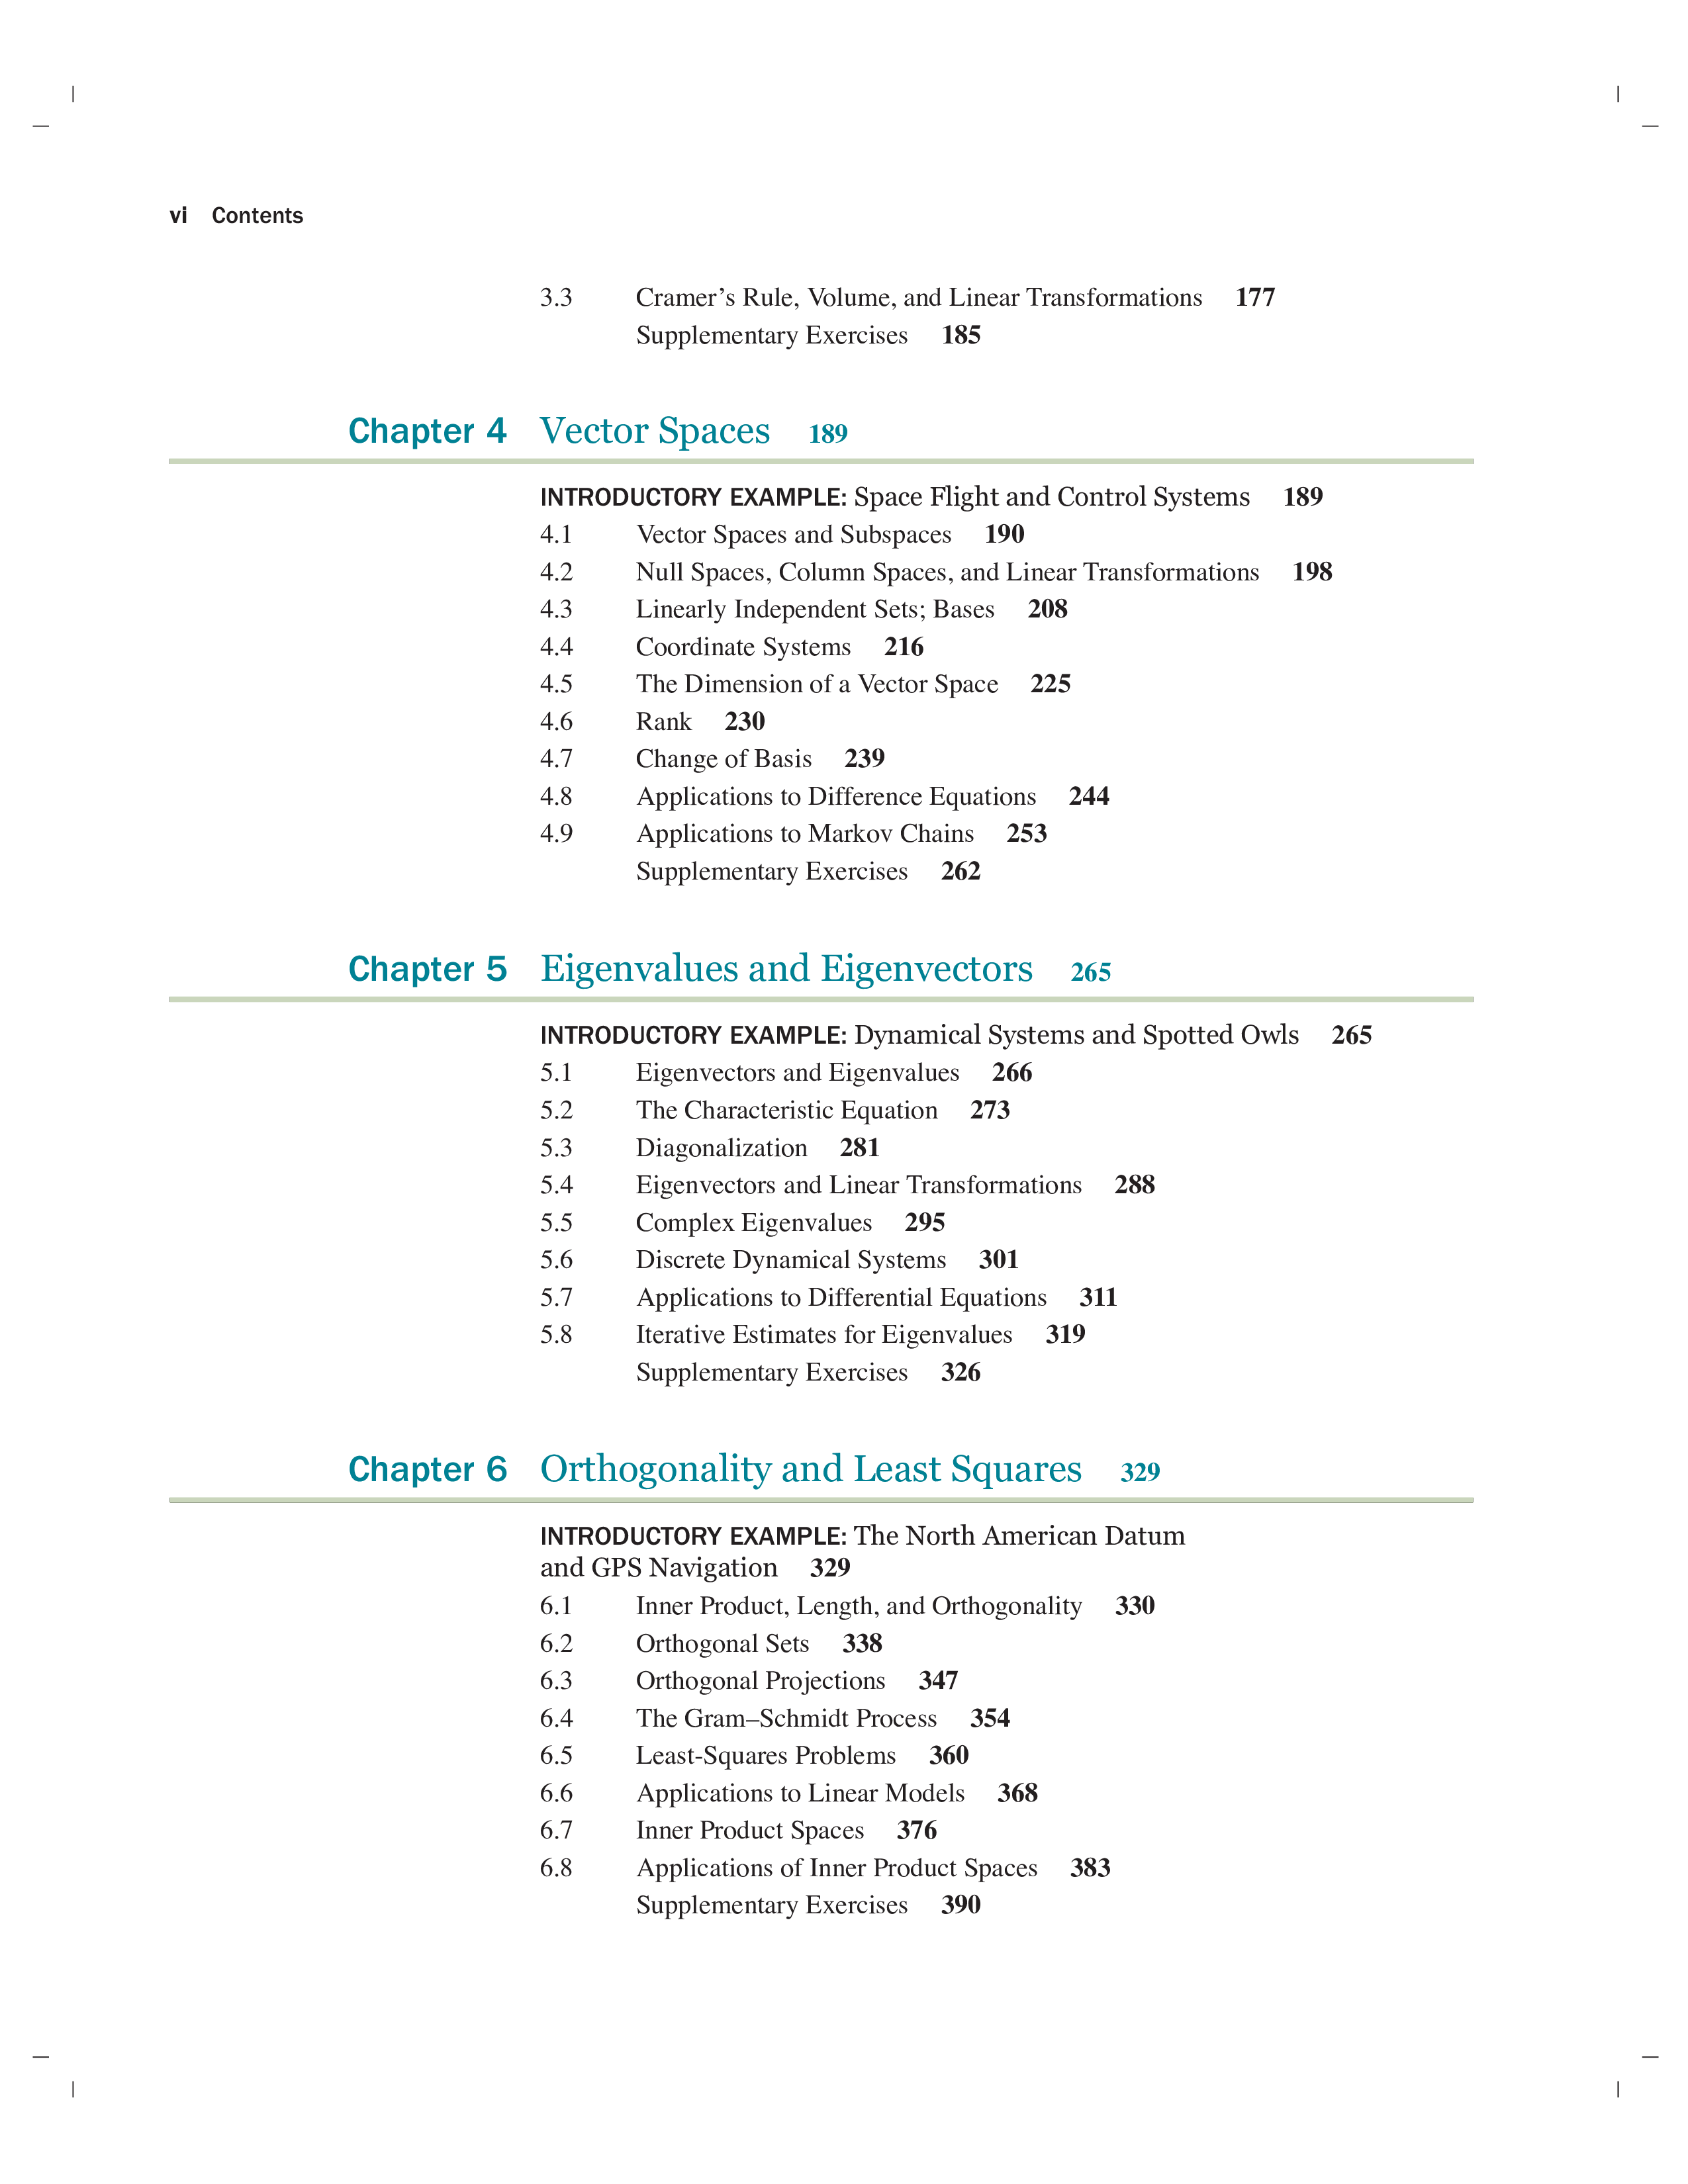 vi Contents
3.3 Cramer’s Rule, Volume, and Linear Transformations 177
Supplementary Exercises 185
Chapter 4 Vector Spaces 189
INTRODUCTORY EXAMPLE: Space Flight and Control Systems 189
4.1 Vector Spaces and Subspaces 190
4.2 Null Spaces, Column Spaces, and Linear Transformations 198
4.3 Linearly Independent Sets; Bases 208
4.4 Coordinate Systems 216
4.5 The Dimension of a Vector Space 225
4.6 Rank 230
4.7 Change of Basis 239
4.8 Applications to Difference Equations 244
4.9 Applications to Markov Chains 253
Supplementary Exercises 262
Chapter 5 Eigenvalues and Eigenvectors 265
INTRODUCTORY EXAMPLE: Dynamical Systems and Spotted Owls 265
5.1 Eigenvectors and Eigenvalues 266
5.2 The Characteristic Equation 273
5.3 Diagonalization 281
5.4 Eigenvectors and Linear Transformations 288
5.5 Complex Eigenvalues 295
5.6 Discrete Dynamical Systems 301
5.7 Applications to Differential Equations 311
5.8 Iterative Estimates for Eigenvalues 319
Supplementary Exercises 326
Chapter 6 Orthogonality and Least Squares 329
INTRODUCTORY EXAMPLE: The North American Datum
and GPS Navigation 329
6.1 Inner Product, Length, and Orthogonality 330
6.2 Orthogonal Sets 338
6.3 Orthogonal Projections 347
6.4 The Gram–Schmidt Process 354
6.5 Least-Squares Problems 360
6.6 Applications to Linear Models 368
6.7 Inner Product Spaces 376
6.8 Applications of Inner Product Spaces 383
Supplementary Exercises 390